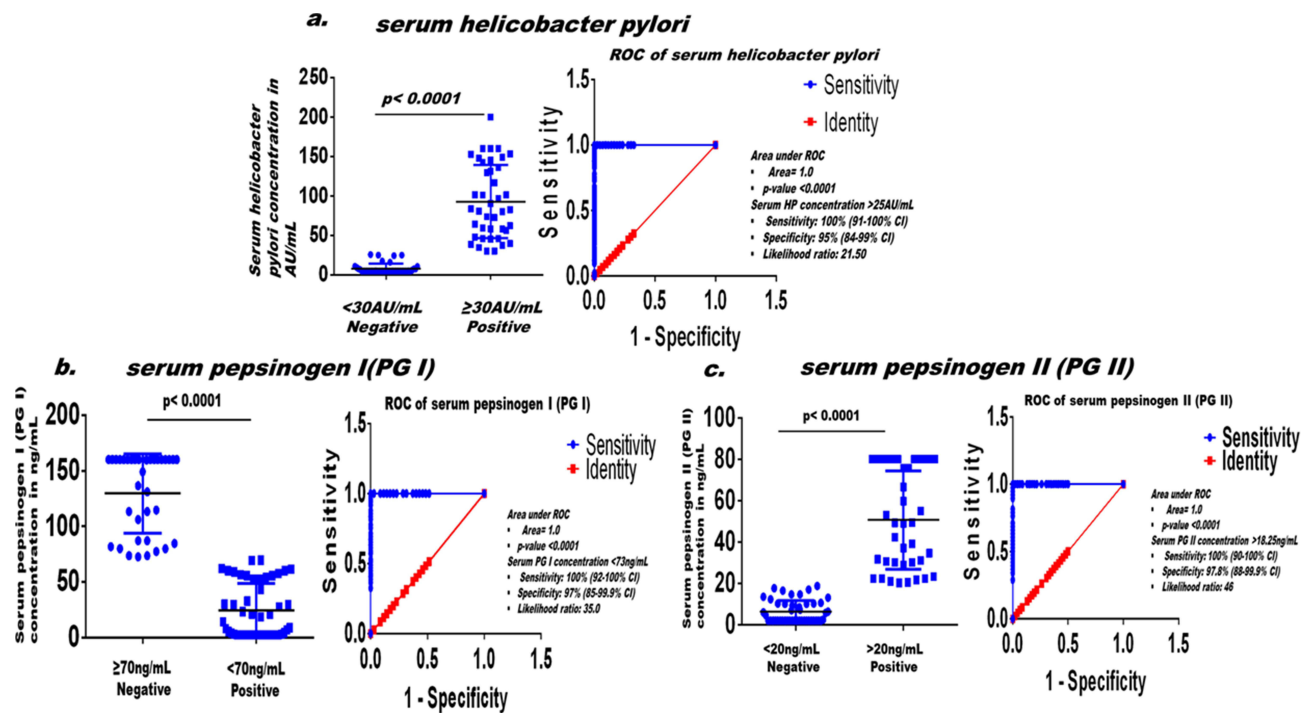 a. serum helicobacter pylori
Serum helicobacter
pylori concentration in
AU/mL
250
200
150
100
50
0
p< 0.0001
<30AU/mL
Negative
≥30AU/mL
Positive
ROC of serum helicobacter pylori
Sensitivity
1.5
1.0
0.5
0.0
0.0 0.5 1.0 1.5
1 - Specificity
Sensitivity
Identity
Area under ROC
Area= 1.0
p-value <0.0001
Serum HP concentration >25AU/mL
Sensitivity: 100% (91-100% CI)
Specificity: 95% (84-99% CI)
Likelihood ratio: 21.50
b. serum pepsinogen I(PG I)
Serum pepsinogen I (PG I)
concentration in ng/mL
200
150
100
50
0
p< 0.0001
≥70ng/mL
Negative
<70ng/mL
Positive
ROC of serum pepsinogen I (PG I)
Sensitivity
1.5
1.0
0.5
0.0
0.0 0.5 1.0 1.5
1 - Specificity
Sensitivity
Identity
Area under ROC
Area= 1.0
p-value <0.0001
Serum PG I concentration <73ng/mL
Sensitivity: 100% (92-100% CI)
Specificity: 97% (85-99.9% CI)
Likelihood ratio: 35.0
c. serum pepsinogen II (PG II)
Serum pepsinogen II (PG II)
concentration in ng/mL
100
80
60
40
20
0
p< 0.0001
<20ng/mL
Negative
>20ng/mL
Positive
ROC of serum pepsinogen II (PG II)
Sensitivity
1.5
1.0
0.5
0.0
0.0 0.5 1.0 1.5
1 - Specificity
Sensitivity
Identity
Area under ROC
Area= 1.0
p-value <0.0001
Serum PG II concentration >18.25ng/mL
Sensitivity: 100% (90-100% CI)
Specificity: 97.8% (88-99.9% CI)
Likelihood ratio: 46